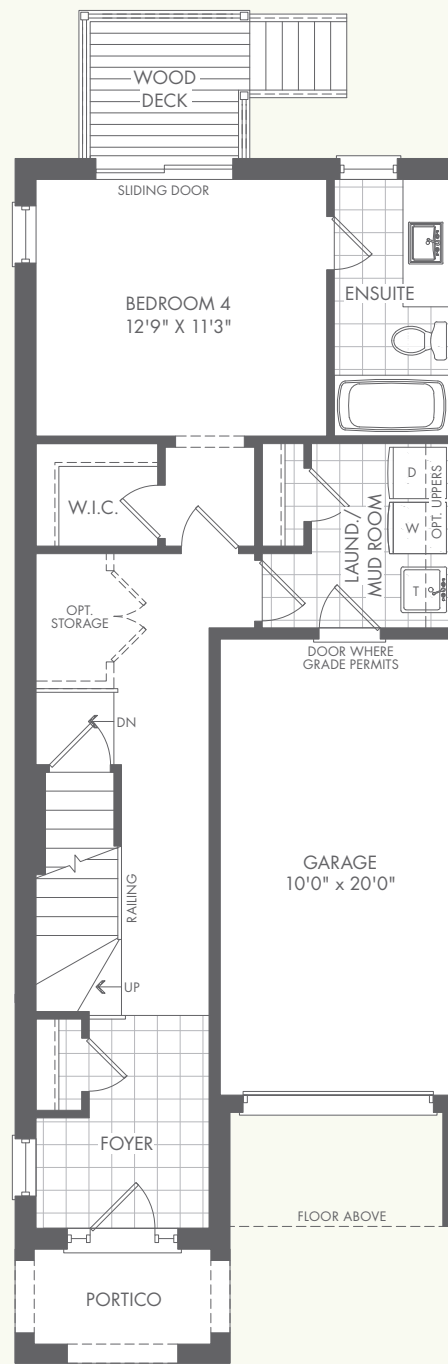 WOOD
DECK
SLIDING DOOR
BEDROOM 4
12'9" X 11'3"
ENSUITE
W.I.C.
D
W
T
OPT. UPPERS
LAUND./
MUD ROOM
OPT.
STORAGE
DOOR WHERE
GRADE PERMITS
DN
GARAGE
10'0" x 20'0"
RAILING
UP
FOYER
FLOOR ABOVE
PORTICO